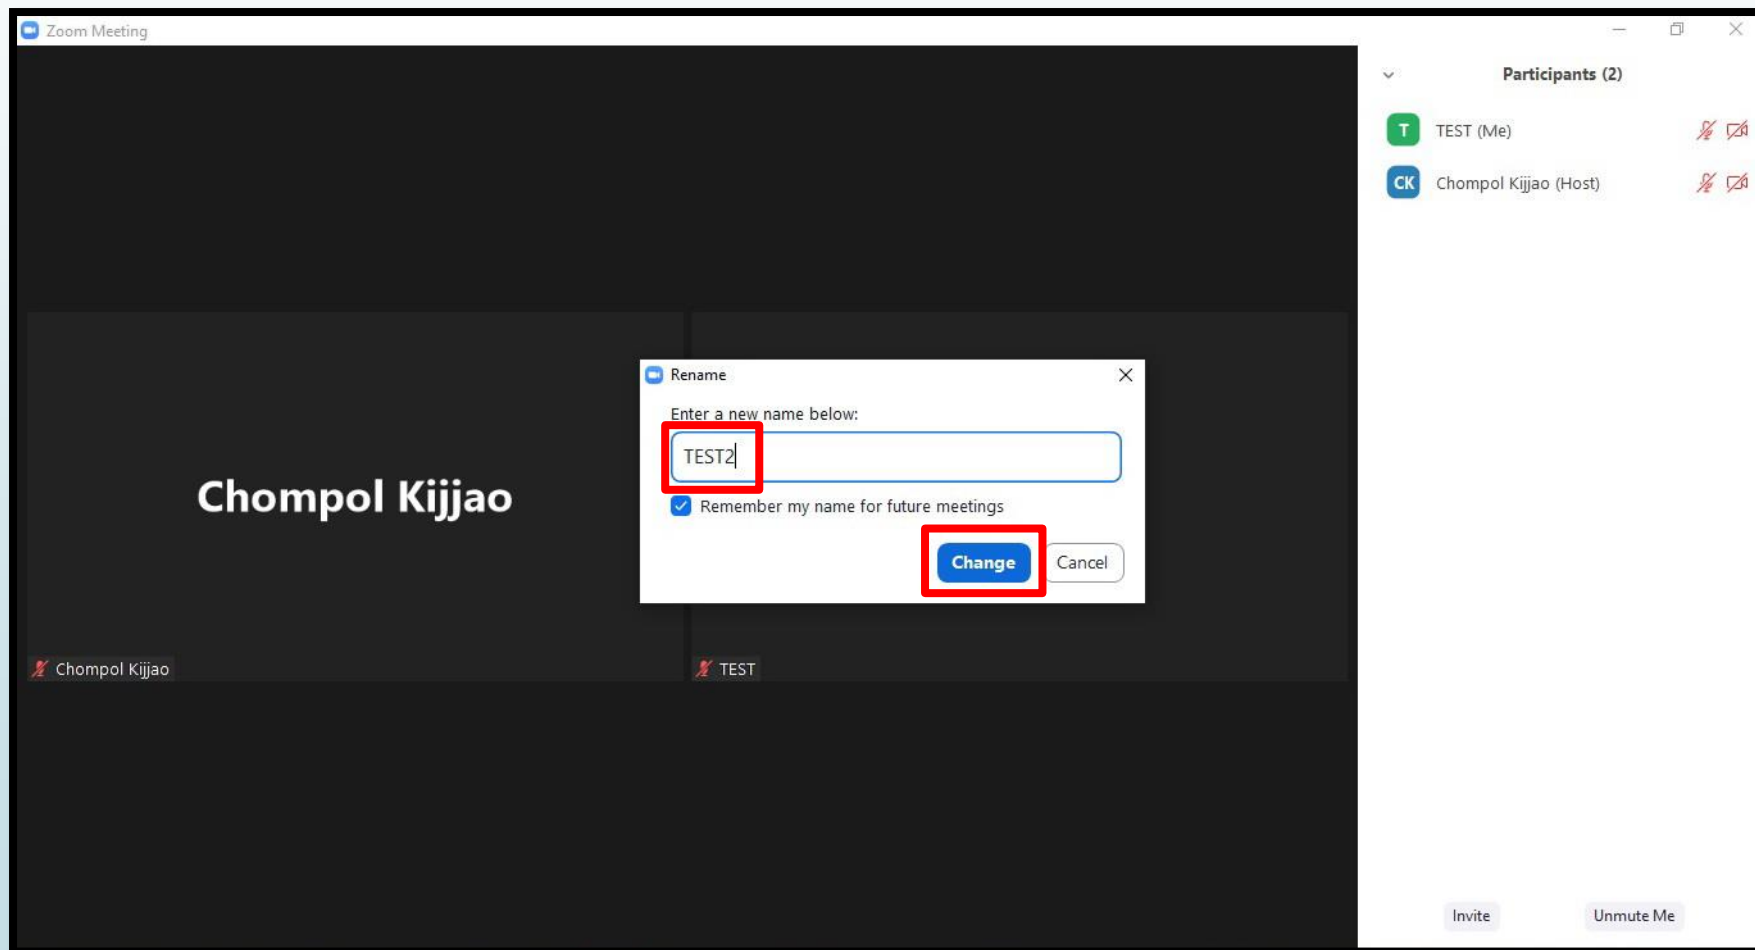 Zoom Meeting
Participants (2)
T TEST (Me)
CK Chompol Kijjao (Host)
Rename
Enter a new name below:
TEST2
Remember my name for future meetings
Change Cancel
Chompol Kijjao
Chompol Kijjao
TEST
Invite Unmute Me